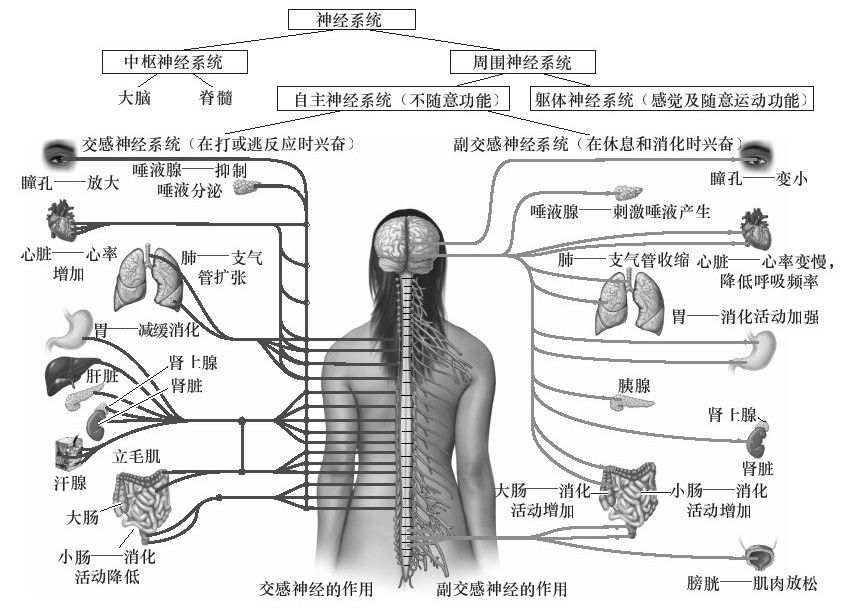 神经系统
中枢神经系统
周围神经系统
大脑
脊髓
自主神经系统（不随意功能）
躯体神经系统（感觉及随意运动功能）
交感神经系统（在打或逃反应时兴奋）
副交感神经系统（在休息和消化时兴奋）
瞳孔——放大
唾液腺——抑制
唾液分泌
心脏——心率
增加
肺——支气
管扩张
胃——减缓消化
肝脏
肾上腺
肾脏
立毛肌
汗腺
大肠
小肠——消化
活动降低
交感神经的作用
瞳孔——变小
唾液腺——刺激唾液产生
肺——支气管收缩
心脏——心率变慢，
降低呼吸频率
胃——消化活动加强
胰腺
肾上腺
肾脏
大肠——消化
活动增加
小肠——消化
活动增加
膀胱——肌肉放松
副交感神经的作用